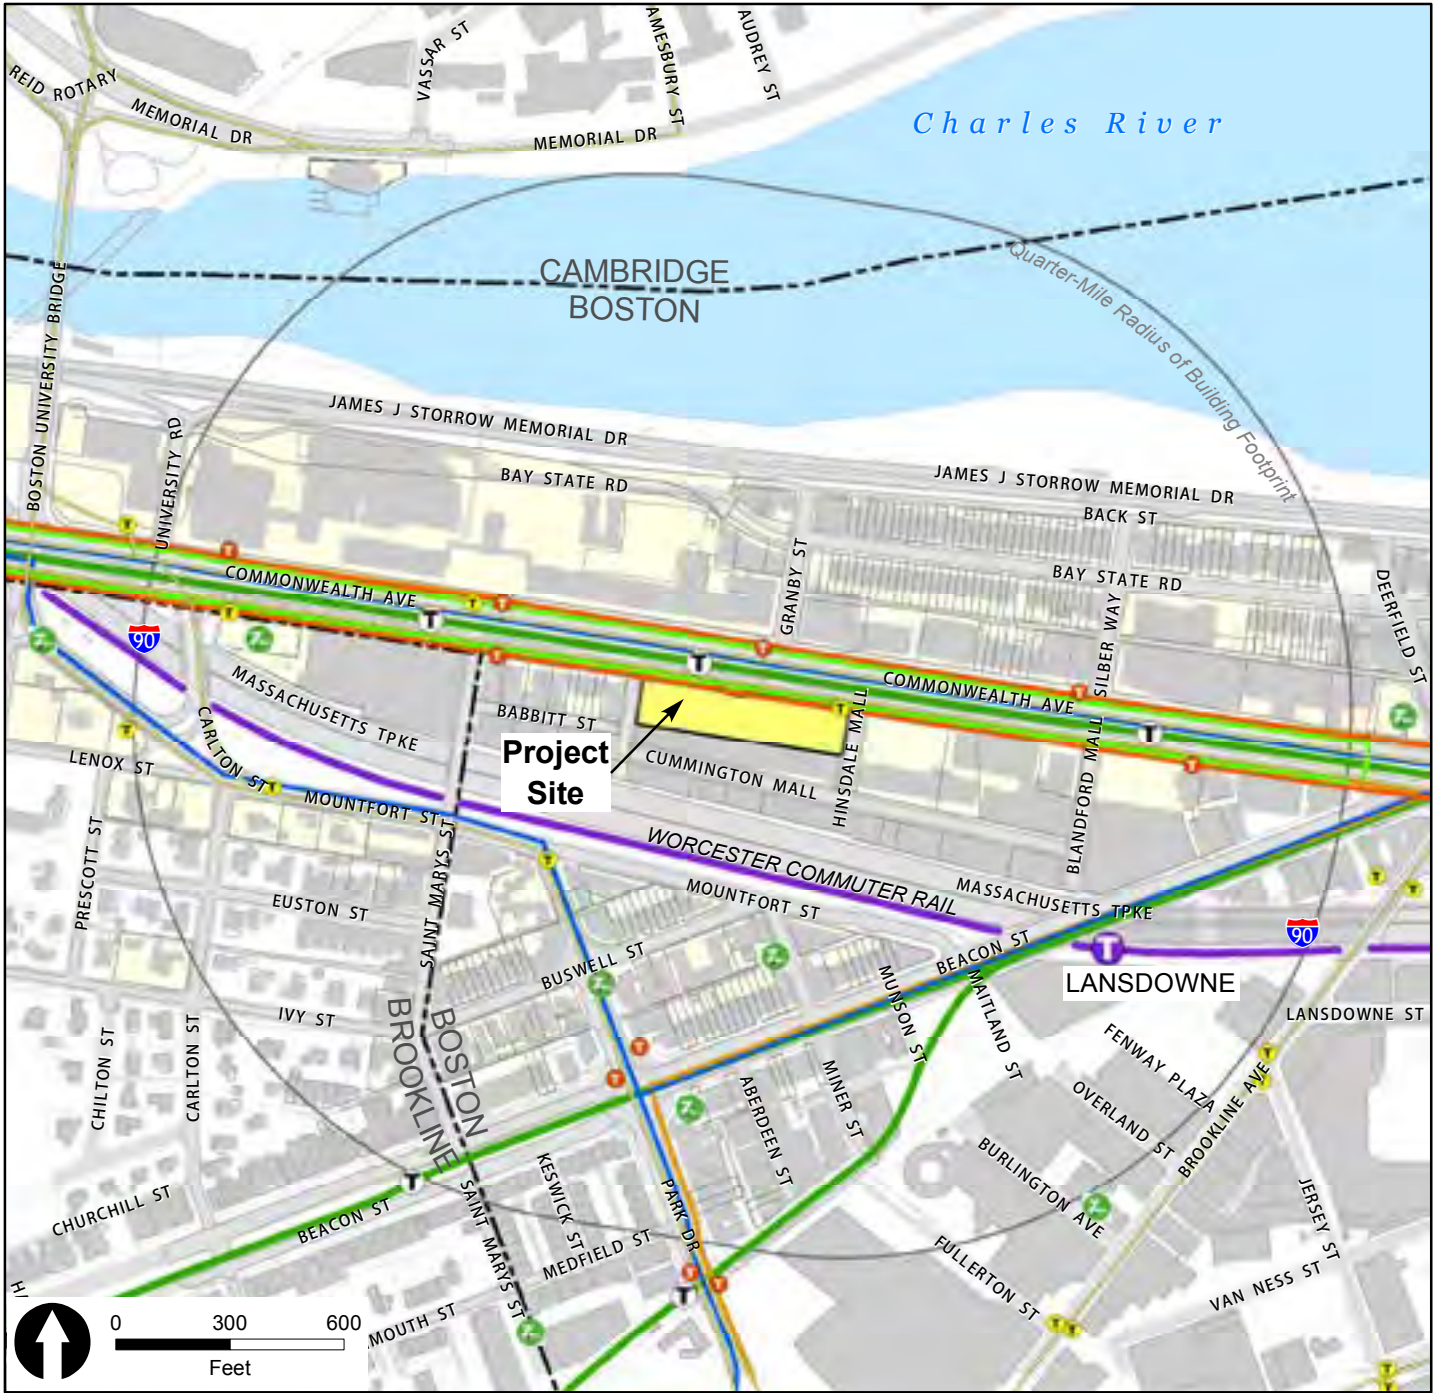 VASSAR ST
AMESBURY ST
AUDREY ST
REID ROTARY
MEMORIAL DR
MEMORIAL DR
Charles River
CAMBRIDGE
BOSTON
Quarter-Mile Radius of Building Footprint
BOSTON UNIVERSITY BRIDGE
UNIVERSITY RD
JAMES J STORROW MEMORIAL DR
JAMES J STORROW MEMORIAL DR
BAY STATE RD
BACK ST
BAY STATE RD
GRANBY ST
SILBER WAY
DEERFIELD ST
COMMONWEALTH AVE
COMMONWEALTH AVE
90
MASSACHUSETTS TPKE
BABBITT ST
Project
Site
CUMMINGTON MALL
HINSDALE MALL
BLANDFORD MALL
LENOX ST
CARLTON ST
MOUNTFORT ST
WORCESTER COMMUTER RAIL
MOUNTFORT ST
MASSACHUSETTS TPKE
90
PRESCOTT ST
EUSTON ST
SAINT MARYS ST
BUSWELL ST
BEACON ST
LANSDOWNE
LANSDOWNE ST
MUNSON ST
MAITLAND ST
IVY ST
BOSTON
BROOKLINE
CHILTON ST
CARLTON ST
ABERDEEN ST
MINER ST
FENWAY PLAZA
OVERLAND ST
BROOKLINE AVE
BURLINGTON AVE
JERSEY ST
CHURCHILL ST
BEACON ST
SAINT MARYS ST
KESWICK ST
MEDFIELD ST
PARK DR
FULLERTON ST
VAN NESS ST
MOUTH ST
0 300 600
Feet